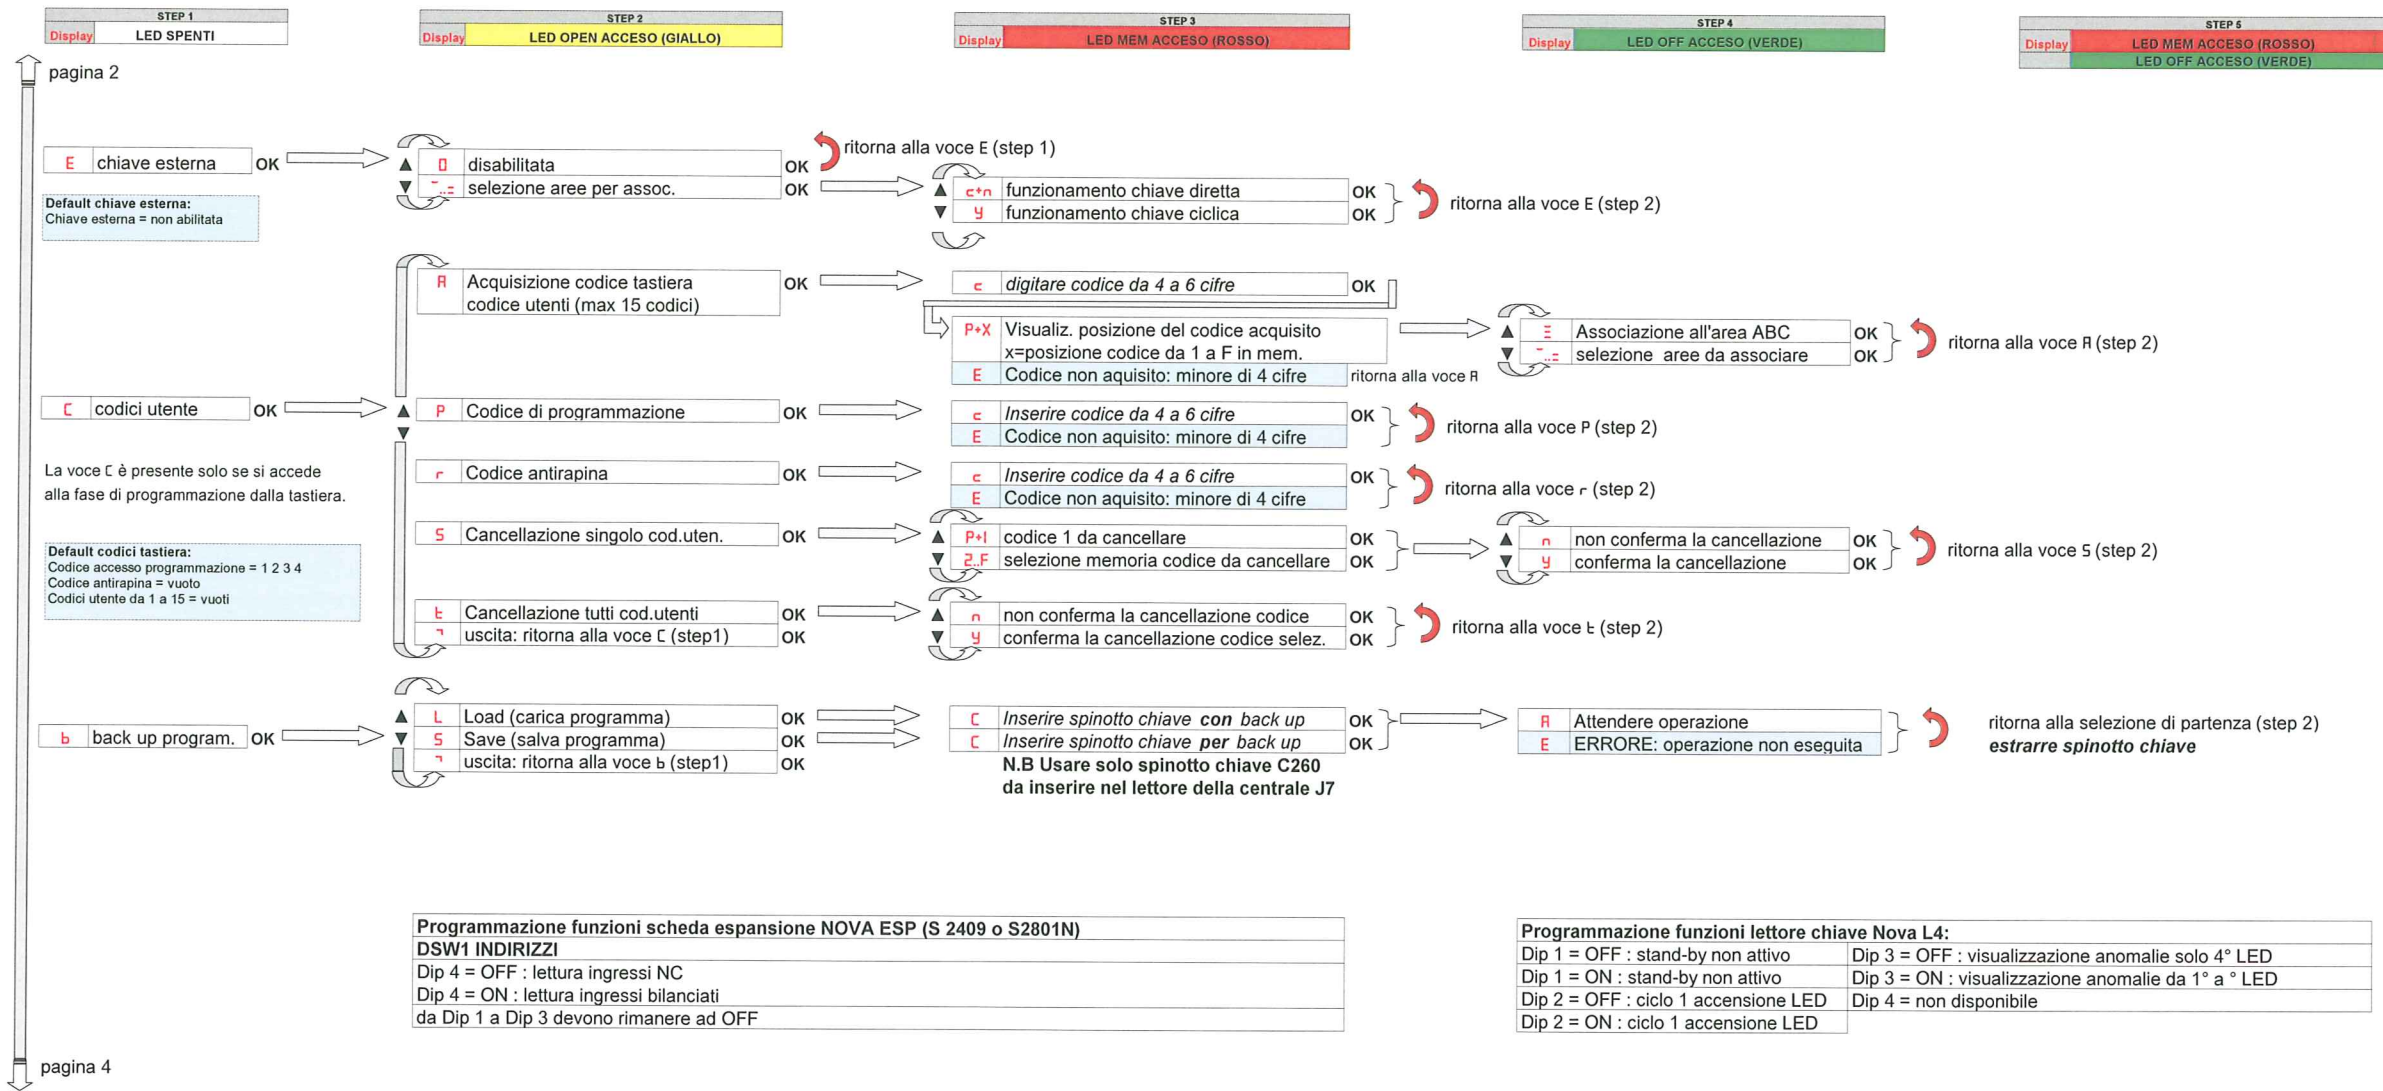 STEP 1
Display LED SPENTI
STEP 2
Display LED OPEN ACCESO (GIALLO)
STEP 3
Display LED MEM ACCESO (ROSSO)
STEP 4
Display LED OFF ACCESO (VERDE)
STEP 5
Display LED MEM ACCESO (ROSSO)
LED OFF ACCESO (VERDE)
pagina 2
E chiave esterna OK
Default chiave esterna:
Chiave esterna = non abilitata
0 disabilitata OK
ritorna alla voce E (step 1)
selezione aree per assoc. OK
c+n funzionamento chiave diretta OK
y funzionamento chiave ciclica OK
ritorna alla voce E (step 2)
C codici utente OK
La voce C è presente solo se si accede
alla fase di programmazione dalla tastiera.
Default codici tastiera:
Codice accesso programmazione = 1 2 3 4
Codice antirapina = vuoto
Codici utente da 1 a 15 = vuoti
A Acquisizione codice tastiera OK
codice utenti (max 15 codici)
c digitare codice da 4 a 6 cifre OK
P+X Visualiz. posizione del codice acquisito
x=posizione codice da 1 a F in mem.
E Codice non aquisito: minore di 4 cifre ritorna alla voce A
Associazione all'area ABC OK
selezione aree da associare OK
ritorna alla voce A (step 2)
P Codice di programmazione OK
c Inserire codice da 4 a 6 cifre OK
E Codice non aquisito: minore di 4 cifre
ritorna alla voce P (step 2)
r Codice antirapina OK
c Inserire codice da 4 a 6 cifre OK
E Codice non aquisito: minore di 4 cifre
ritorna alla voce r (step 2)
S Cancellazione singolo cod.uten. OK
P+1 codice 1 da cancellare OK
2..F selezione memoria codice da cancellare OK
n non conferma la cancellazione OK
y conferma la cancellazione OK
ritorna alla voce S (step 2)
t Cancellazione tutti cod.utenti OK
¬ uscita: ritorna alla voce C (step1) OK
n non conferma la cancellazione codice OK
y conferma la cancellazione codice selez. OK
ritorna alla voce t (step 2)
b back up program. OK
L Load (carica programma) OK
S Save (salva programma) OK
¬ uscita: ritorna alla voce b (step1) OK
C Inserire spinotto chiave con back up OK
C Inserire spinotto chiave per back up OK
N.B Usare solo spinotto chiave C260
da inserire nel lettore della centrale J7
A Attendere operazione
E ERRORE: operazione non eseguita
ritorna alla selezione di partenza (step 2)
estrarre spinotto chiave
Programmazione funzioni scheda espansione NOVA ESP (S 2409 o S2801N)
DSW1 INDIRIZZI
Dip 4 = OFF : lettura ingressi NC
Dip 4 = ON : lettura ingressi bilanciati
da Dip 1 a Dip 3 devono rimanere ad OFF
Programmazione funzioni lettore chiave Nova L4:
Dip 1 = OFF : stand-by non attivo Dip 3 = OFF : visualizzazione anomalie solo 4° LED
Dip 1 = ON : stand-by non attivo Dip 3 = ON : visualizzazione anomalie da 1° a ° LED
Dip 2 = OFF : ciclo 1 accensione LED Dip 4 = non disponibile
Dip 2 = ON : ciclo 1 accensione LED
pagina 4